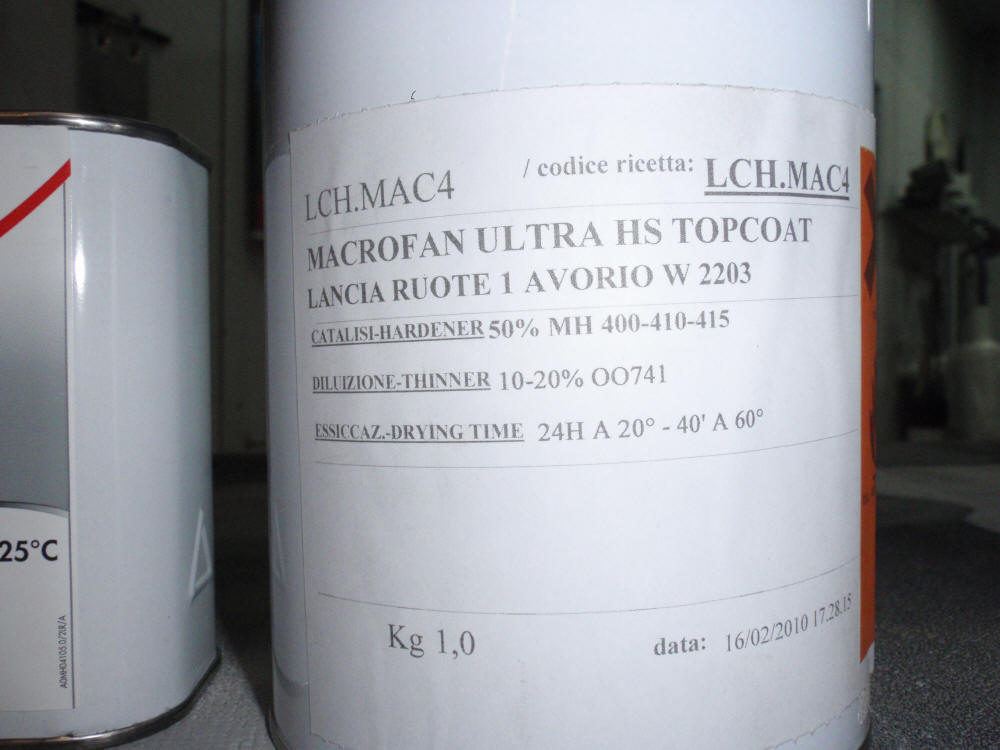 LCH.MAC4 / codice ricetta: LCH.MAC4
MACROFAN ULTRA HS TOPCOAT
LANCIA RUOTE 1 AVORIO W 2203
CATALISI-HARDENER 50% MH 400-410-415
DILUIZIONE-THINNER 10-20% OO741
ESSICCAZ.-DRYING TIME 24H A 20° - 40' A 60°
Kg 1,0 data: 16/02/2010 17.28.15
25°C